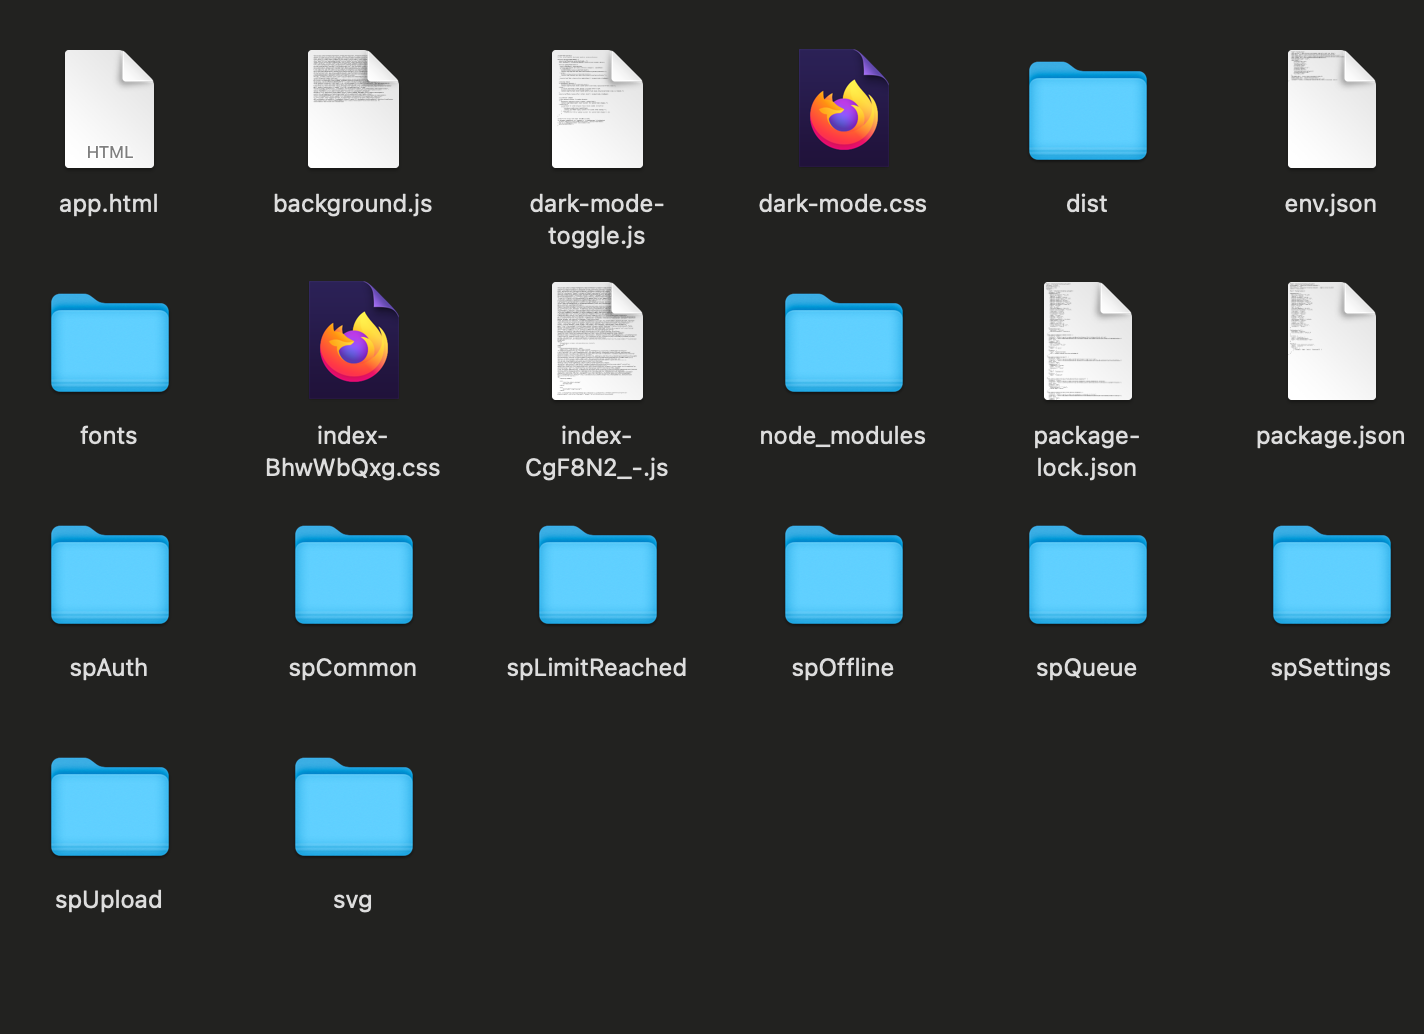 HTML
app.html
background.js
dark-mode-
toggle.js
dark-mode.css
dist
env.json
fonts
index-
BhwWbQxg.css
index-
CgF8N2_-.js
node_modules
package-
lock.json
package.json
spAuth
spCommon
spLimitReached
spOffline
spQueue
spSettings
spUpload
svg